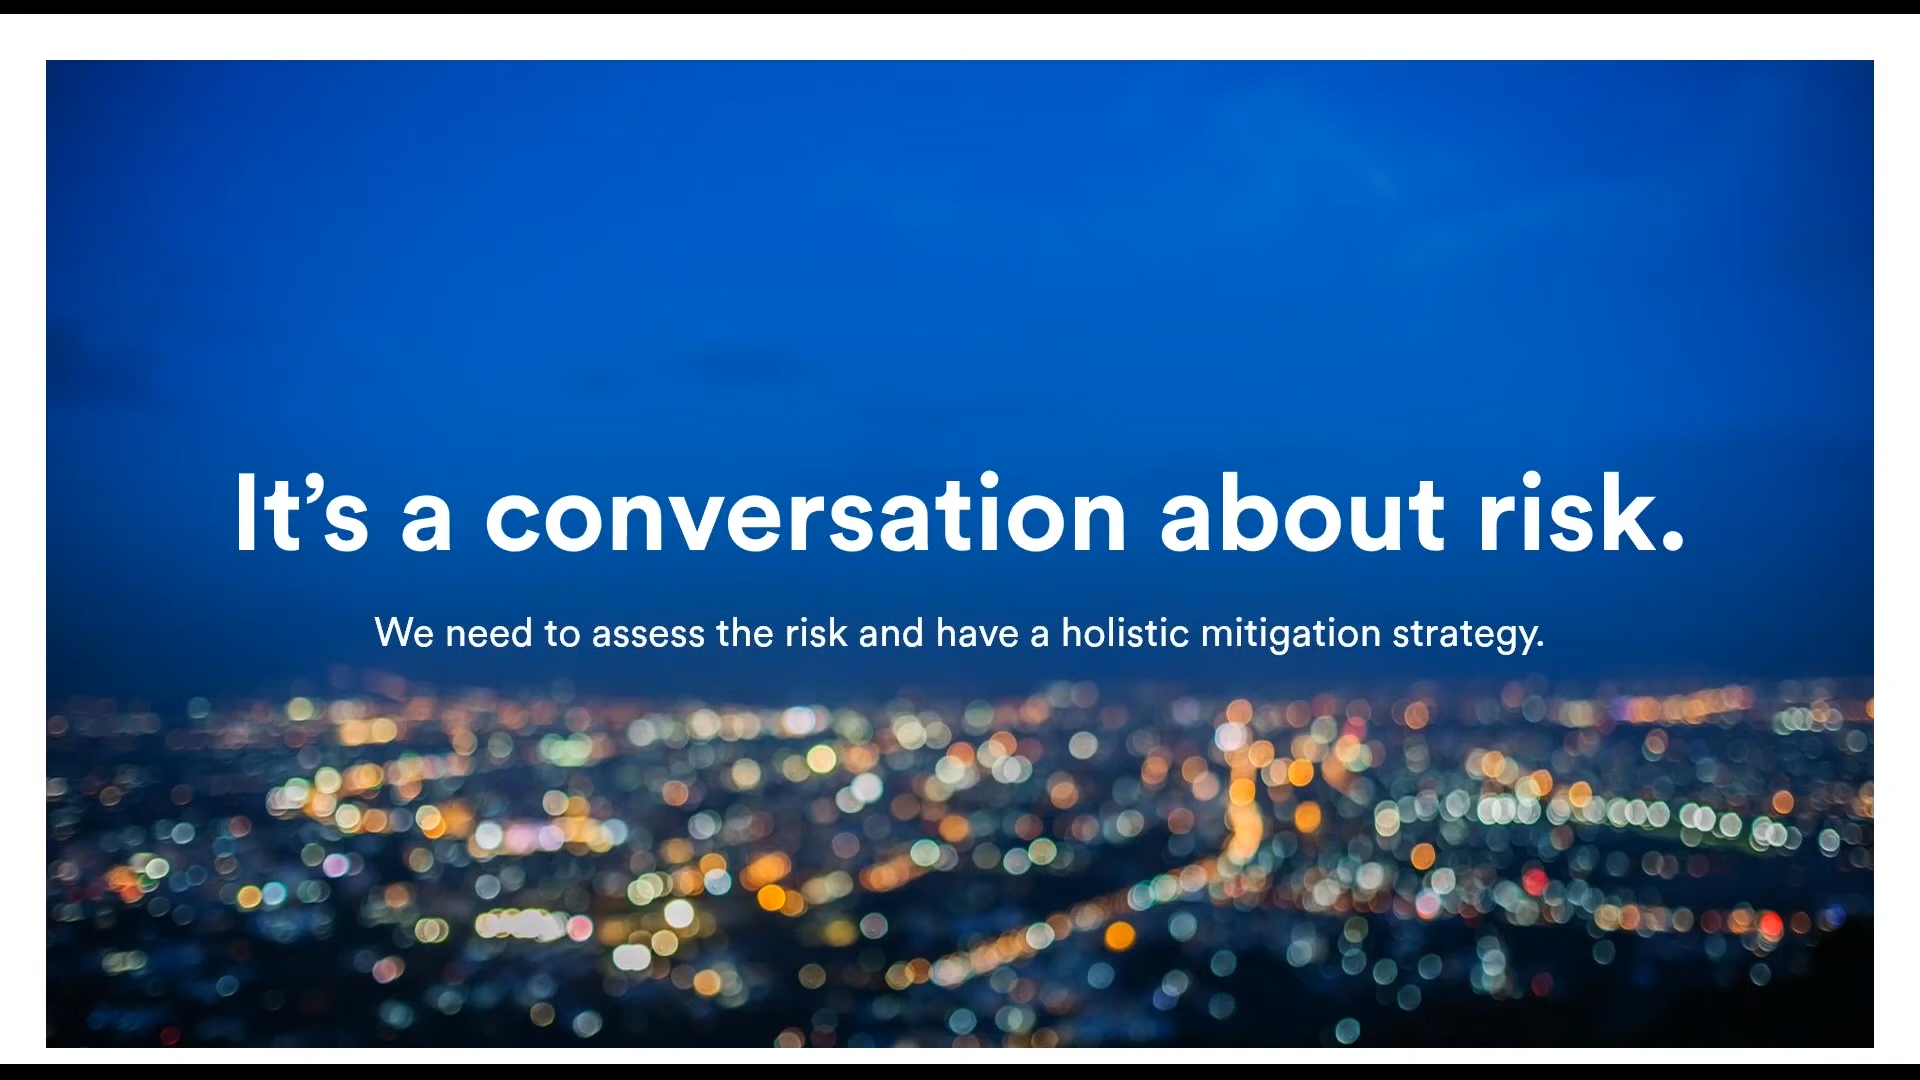 It’s a conversation about risk.
We need to assess the risk and have a holistic mitigation strategy.